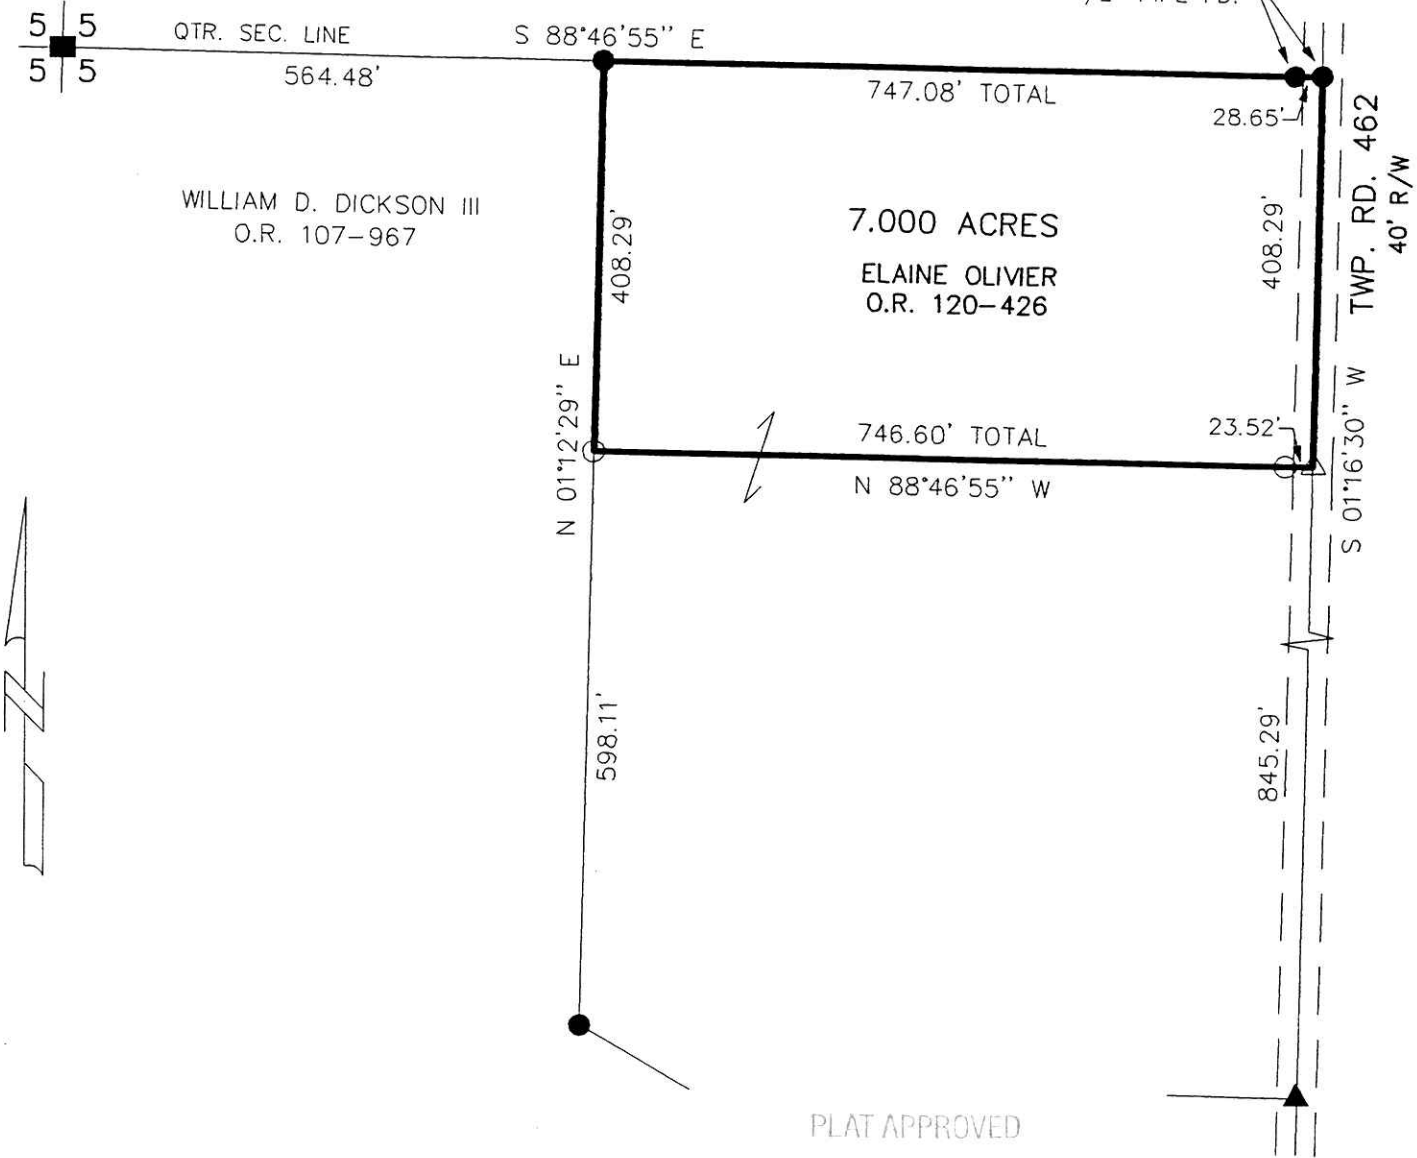 PIPE FD.
5 5
5 5
QTR. SEC. LINE
564.48'
S 88°46'55" E
747.08' TOTAL
28.65'
TWP. RD. 462
40' R/W
WILLIAM D. DICKSON III
O.R. 107-967
408.29'
7.000 ACRES
ELAINE OLIVIER
O.R. 120-426
408.29'
N 01°12'29" E
746.60' TOTAL
23.52'
N 88°46'55" W
S 01°16'30" W
N
598.11'
845.29'
PLAT APPROVED